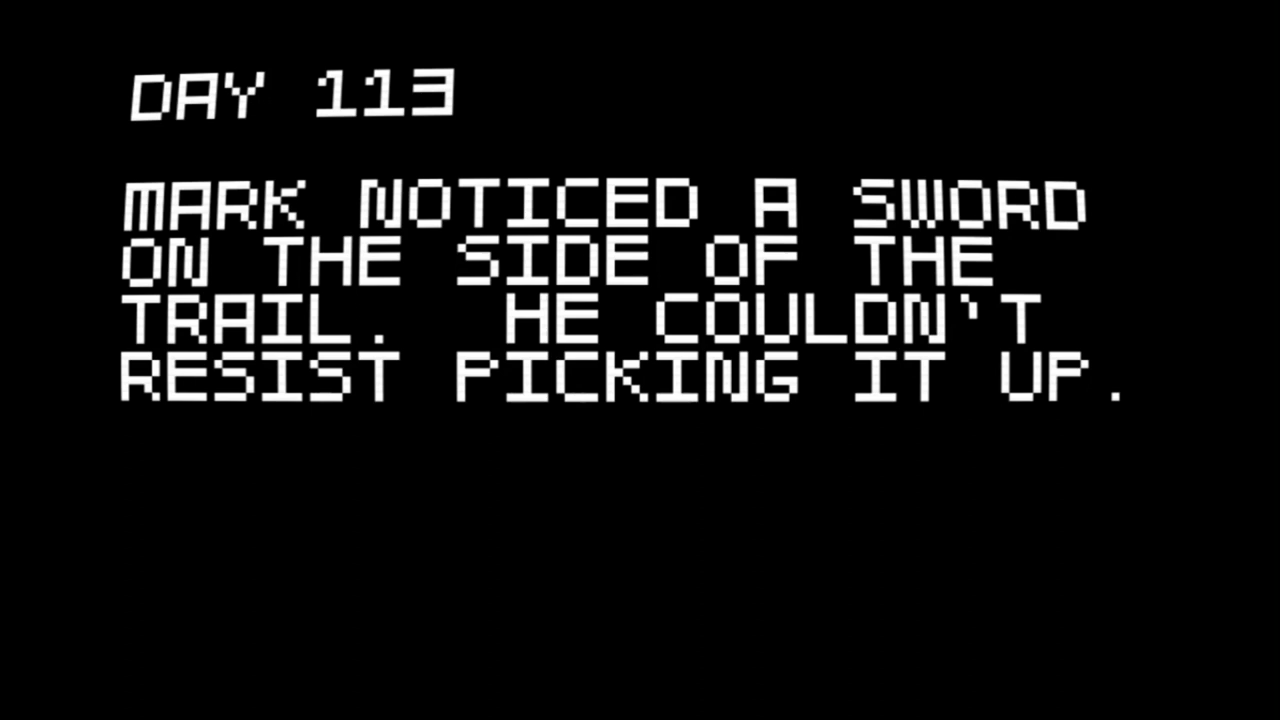 DAY 113
MARK NOTICED A SWORD
ON THE SIDE OF THE
TRAIL.  HE COULDN'T
RESIST PICKING IT UP.